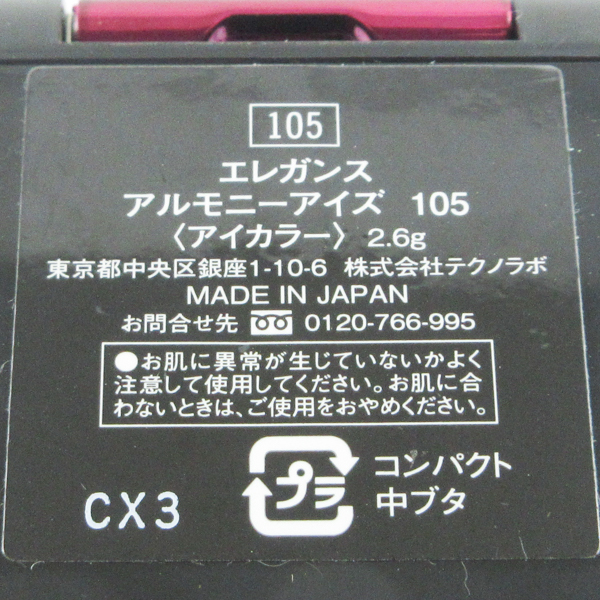 105
エレガンス
アルモニーアイズ 105
〈アイカラー〉 2.6g
東京都中央区銀座1-10-6 株式会社テクノラボ
MADE IN JAPAN
お問合せ先 0120-766-995
●お肌に異常が生じていないかよく
注意して使用してください。お肌に合
わないときは、ご使用をおやめください。
プラ
コンパクト
中ブタ
CX3